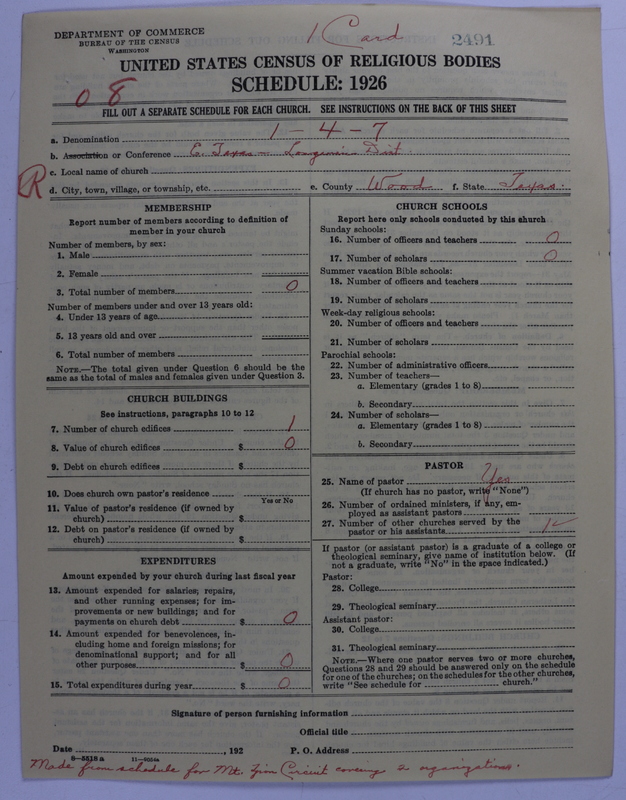 DEPARTMENT OF COMMERCE
BUREAU OF THE CENSUS
WASHINGTON
1 Card
2491
UNITED STATES CENSUS OF RELIGIOUS BODIES
SCHEDULE: 1926
08
FILL OUT A SEPARATE SCHEDULE FOR EACH CHURCH. SEE INSTRUCTIONS ON THE BACK OF THIS SHEET
a. Denomination 1-4-7
b. Association or Conference E. Texas - Longview Dist.
c. Local name of church
R
d. City, town, village, or township, etc. e. County Wood f. State Texas
MEMBERSHIP
Report number of members according to definition of
member in your church
Number of members, by sex:
1. Male
2. Female
3. Total number of members 0
Number of members under and over 13 years old:
4. Under 13 years of age
5. 13 years old and over
6. Total number of members
NOTE.—The total given under Question 6 should be the
same as the total of males and females given under Question 3.
CHURCH BUILDINGS
See instructions, paragraphs 10 to 12
7. Number of church edifices 1
8. Value of church edifices $ 0
9. Debt on church edifices $
10. Does church own pastor's residence
Yes or No
11. Value of pastor's residence (if owned by
church) $
12. Debt on pastor's residence (if owned by
church) $
EXPENDITURES
Amount expended by your church during last fiscal year
13. Amount expended for salaries; repairs,
and other running expenses; for im-
provements or new buildings; and for
payments on church debt $ 0
14. Amount expended for benevolences, in-
cluding home and foreign missions; for
denominational support; and for all
other purposes $ 0
15. Total expenditures during year $ 0
CHURCH SCHOOLS
Report here only schools conducted by this church
Sunday schools:
16. Number of officers and teachers 0
17. Number of scholars 0
Summer vacation Bible schools:
18. Number of officers and teachers
19. Number of scholars
Week-day religious schools:
20. Number of officers and teachers
21. Number of scholars
Parochial schools:
22. Number of administrative officers
23. Number of teachers—
a. Elementary (grades 1 to 8)
b. Secondary
24. Number of scholars—
a. Elementary (grades 1 to 8)
b. Secondary
PASTOR
25. Name of pastor Yes
(If church has no pastor, write "None")
26. Number of ordained ministers, if any, em-
ployed as assistant pastors
27. Number of other churches served by the
pastor or his assistants
If pastor (or assistant pastor) is a graduate of a college or
theological seminary, give name of institution below. (If
not a graduate, write "No" in the space indicated.)
Pastor:
28. College
29. Theological seminary
Assistant pastor:
30. College
31. Theological seminary
NOTE.—Where one pastor serves two or more churches,
Questions 28 and 29 should be answered only on the schedule
for one of the churches; on the schedules for the other churches,
write "See schedule for church."
Signature of person furnishing information
Official title
Date , 192 P. O. Address
8—5518 a
Made from schedule for Mt. Zion Circuit covering 2 organizations.